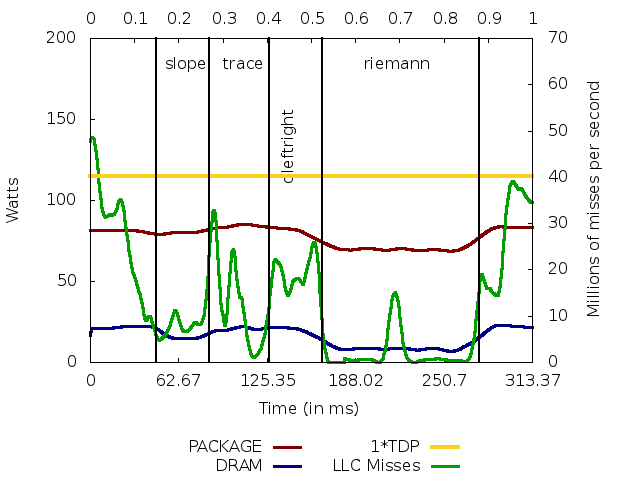 0 0.1 0.2 0.3 0.4 0.5 0.6 0.7 0.8 0.9 1
200 70
slope trace riemann
60
150 50
qleftright
40
Watts
100 30
Millions of misses per second
20
50
10
0 0
0 62.67 125.35 188.02 250.7 313.37
Time (in ms)
PACKAGE 1*TDP
DRAM LLC Misses